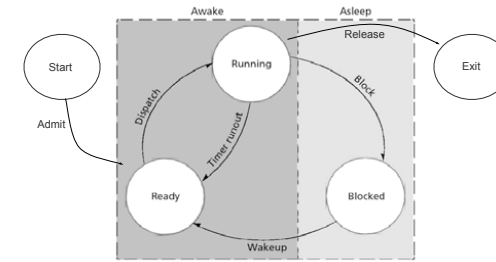 Awake
Asleep
Release
Start
Running
Exit
Block
Dispatch
Admit
Timer runout
Ready
Blocked
Wakeup